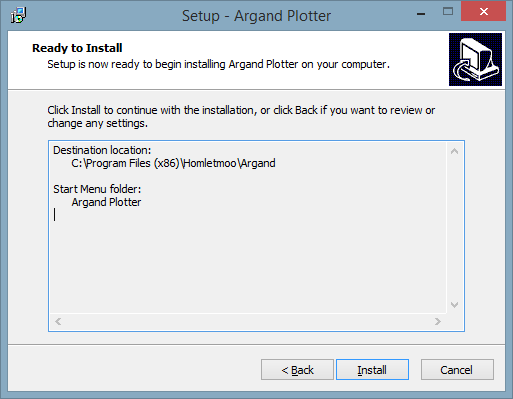 Setup - Argand Plotter
Ready to Install
Setup is now ready to begin installing Argand Plotter on your computer.
Click Install to continue with the installation, or click Back if you want to review or
change any settings.
Destination location:
C:\Program Files (x86)\Homletmoo\Argand
Start Menu folder:
Argand Plotter
< Back
Install
Cancel